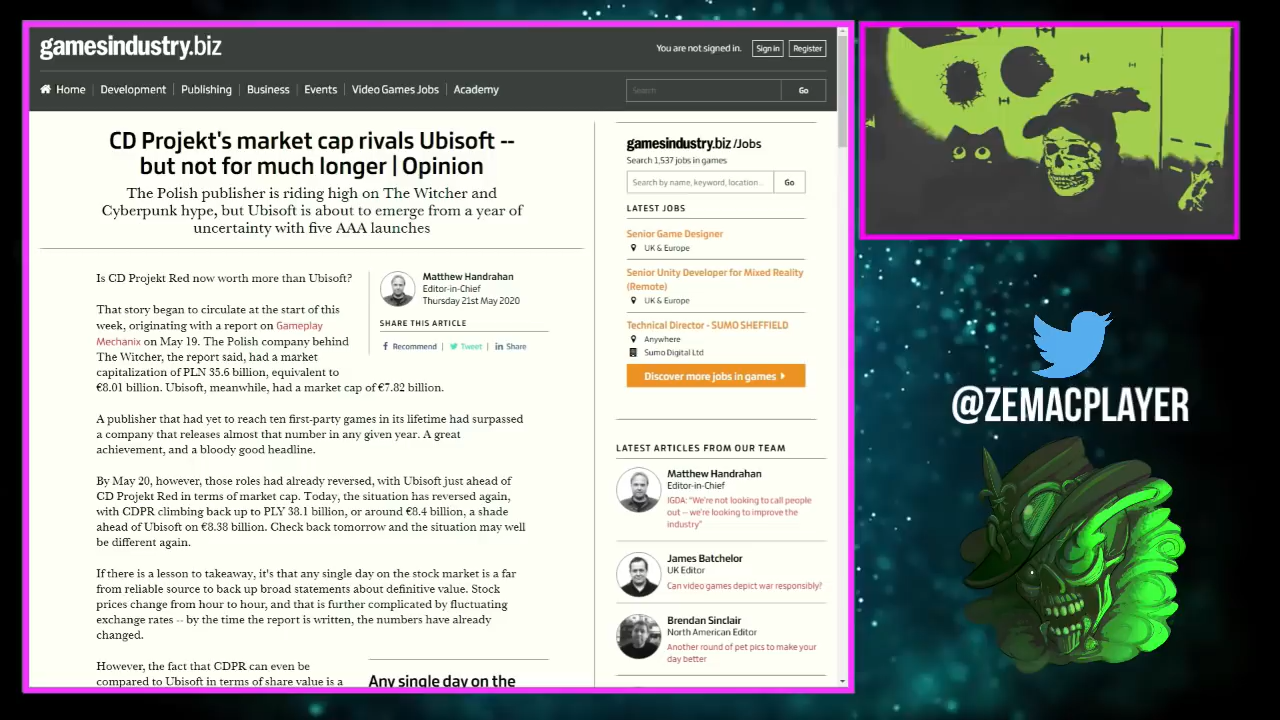 gamesindustry.biz
You are not signed in.
Sign in
Register
Home
Development
Publishing
Business
Events
Video Games Jobs
Academy
Search
Go
CD Projekt's market cap rivals Ubisoft --
but not for much longer | Opinion
The Polish publisher is riding high on The Witcher and
Cyberpunk hype, but Ubisoft is about to emerge from a year of
uncertainty with five AAA launches
Is CD Projekt Red now worth more than Ubisoft?
That story began to circulate at the start of this
week, originating with a report on Gameplay
Mechanix on May 19. The Polish company behind
The Witcher, the report said, had a market
capitalization of PLN 35.6 billion, equivalent to
€8.01 billion. Ubisoft, meanwhile, had a market cap of €7.82 billion.
Matthew Handrahan
Editor-in-Chief
Thursday 21st May 2020
SHARE THIS ARTICLE
Recommend
Tweet
Share
A publisher that had yet to reach ten first-party games in its lifetime had surpassed
a company that releases almost that number in any given year. A great
achievement, and a bloody good headline.
By May 20, however, those roles had already reversed, with Ubisoft just ahead of
CD Projekt Red in terms of market cap. Today, the situation has reversed again,
with CDPR climbing back up to PLY 38.1 billion, or around €8.4 billion, a shade
ahead of Ubisoft on €8.38 billion. Check back tomorrow and the situation may well
be different again.
If there is a lesson to takeaway, it's that any single day on the stock market is a far
from reliable source to back up broad statements about definitive value. Stock
prices change from hour to hour, and that is further complicated by fluctuating
exchange rates -- by the time the report is written, the numbers have already
changed.
However, the fact that CDPR can even be
compared to Ubisoft in terms of share value is a
Any single day on the
gamesindustry.biz /Jobs
Search 1,537 jobs in games
Search by name, keyword, location...
Go
LATEST JOBS
Senior Game Designer
UK & Europe
Senior Unity Developer for Mixed Reality
(Remote)
UK & Europe
Technical Director - SUMO SHEFFIELD
Anywhere
Sumo Digital Ltd
Discover more jobs in games
LATEST ARTICLES FROM OUR TEAM
Matthew Handrahan
Editor-in-Chief
IGDA: "We're not looking to call people
out -- we're looking to improve the
industry"
James Batchelor
UK Editor
Can video games depict war responsibly?
Brendan Sinclair
North American Editor
Another round of pet pics to make your
day better
@ZEMACPLAYER